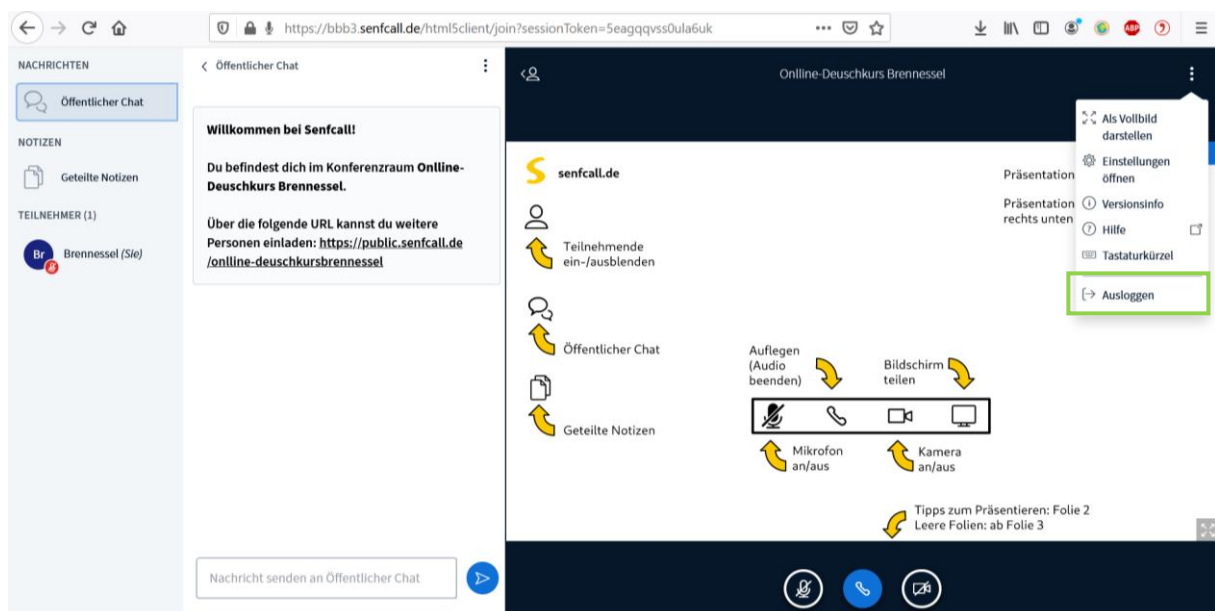 https://bbb3.senfcall.de/html5client/join?sessionToken=5eagqqvss0ula6uk
ABP
NACHRICHTEN
Öffentlicher Chat
NOTIZEN
Geteilte Notizen
TEILNEHMER (1)
Br
Brennessel (Sie)
Öffentlicher Chat
Willkommen bei Senfcall!
Du befindest dich im Konferenzraum Onlline-
Deuschkurs Brennessel.
Über die folgende URL kannst du weitere
Personen einladen: https://public.senfcall.de
/onlline-deuschkursbrennessel
Nachricht senden an Öffentlicher Chat
Onlline-Deuschkurs Brennessel
senfcall.de
Teilnehmende
ein-/ausblenden
Öffentlicher Chat
Geteilte Notizen
Präsentation
Präsentation
rechts unten
Auflegen
(Audio
beenden)
Bildschirm
teilen
Mikrofon
an/aus
Kamera
an/aus
Tipps zum Präsentieren: Folie 2
Leere Folien: ab Folie 3
Als Vollbild
darstellen
Einstellungen
öffnen
Versionsinfo
Hilfe
Tastaturkürzel
Ausloggen